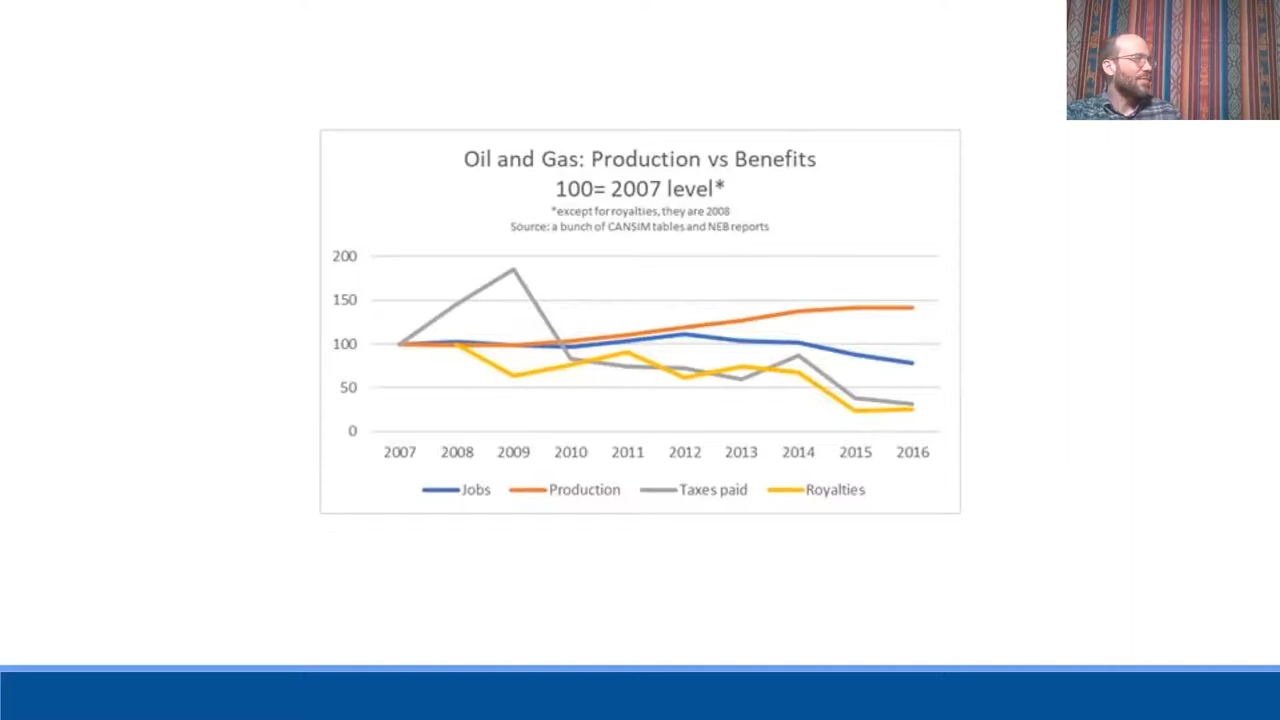 Oil and Gas: Production vs Benefits
100= 2007 level*
*except for royalties, they are 2008
Source: a bunch of CANSIM tables and NEB reports
200
150
100
50
0
2007 2008 2009 2010 2011 2012 2013 2014 2015 2016
Jobs Production Taxes paid Royalties